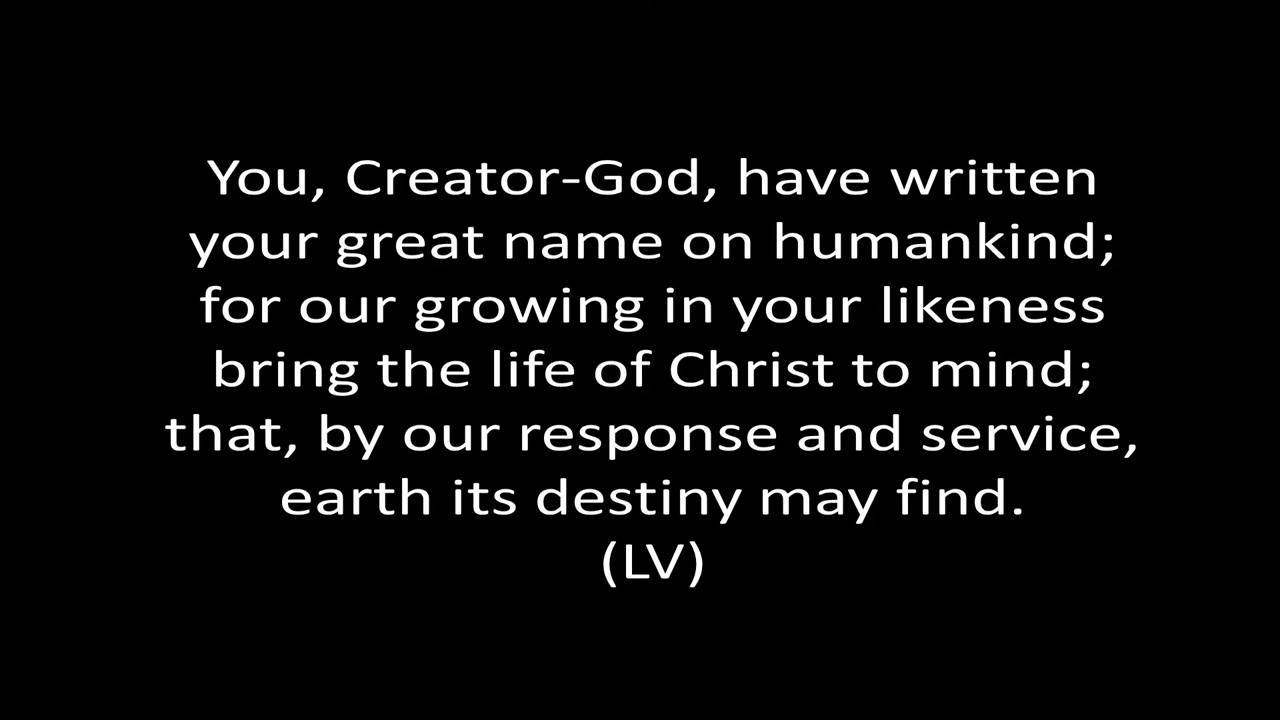 You, Creator-God, have written
your great name on humankind;
for our growing in your likeness
bring the life of Christ to mind;
that, by our response and service,
earth its destiny may find.
(LV)